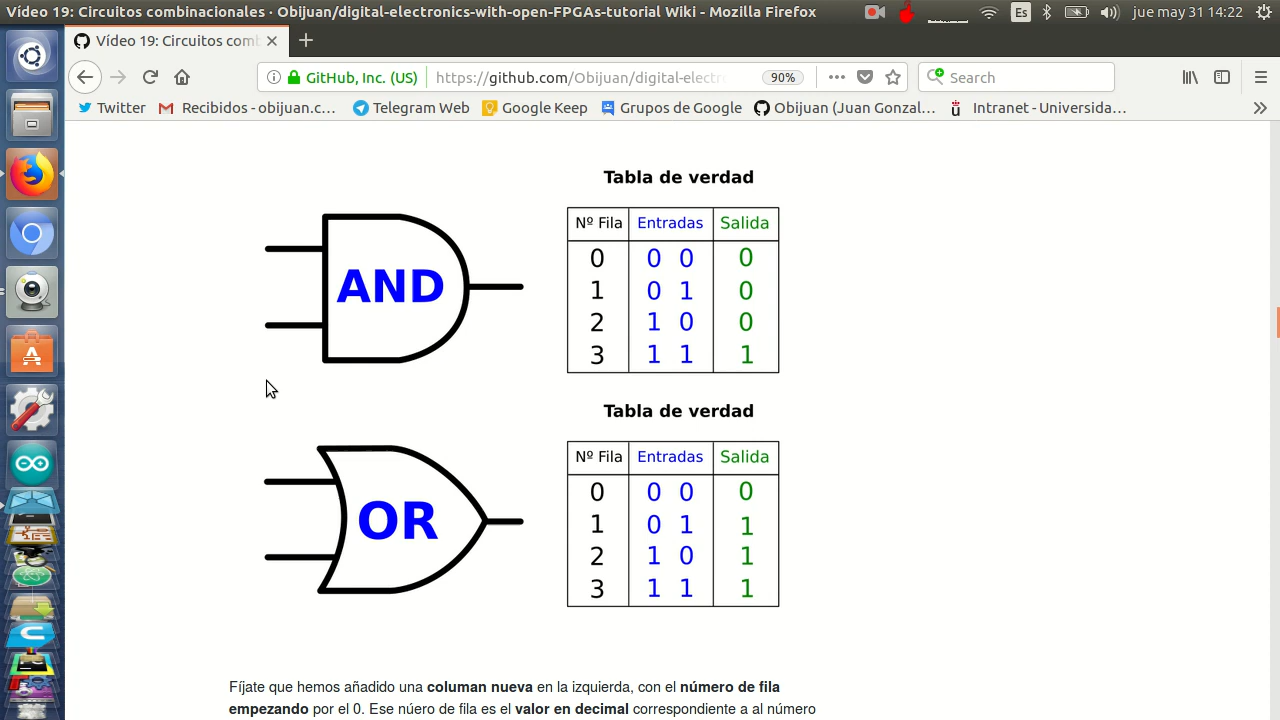 Vídeo 19: Circuitos combinacionales · Obijuan/digital-electronics-with-open-FPGAs-tutorial Wiki - Mozilla Firefox
Es
jue may 31 14:22
Vídeo 19: Circuitos comb
GitHub, Inc. (US)
https://github.com/Obijuan/digital-electr
90%
Search
Twitter
Recibidos - obijuan.c…
Telegram Web
Google Keep
Grupos de Google
Obijuan (Juan Gonzal…
Intranet - Universida…
Tabla de verdad
AND
Nº Fila Entradas Salida
0 0 0 0
1 0 1 0
2 1 0 0
3 1 1 1
Tabla de verdad
OR
Nº Fila Entradas Salida
0 0 0 0
1 0 1 1
2 1 0 1
3 1 1 1
Fíjate que hemos añadido una columan nueva en le izquierda, con el número de fila
empezando por el 0. Ese núero de fila es el valor en decimal correspondiente a al número